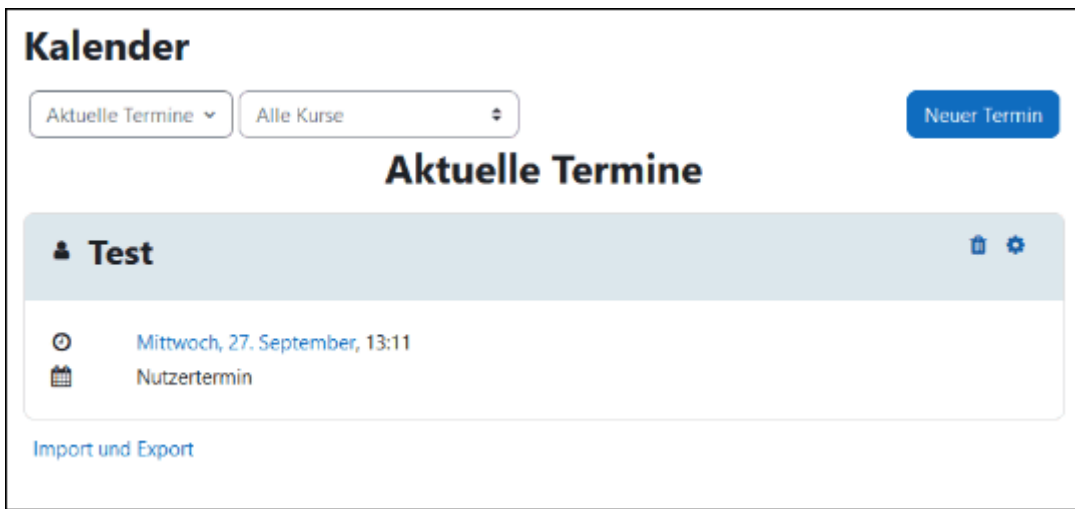 Kalender
Aktuelle Termine Alle Kurse Neuer Termin
Aktuelle Termine
Test
Mittwoch, 27. September, 13:11
Nutzertermin
Import und Export